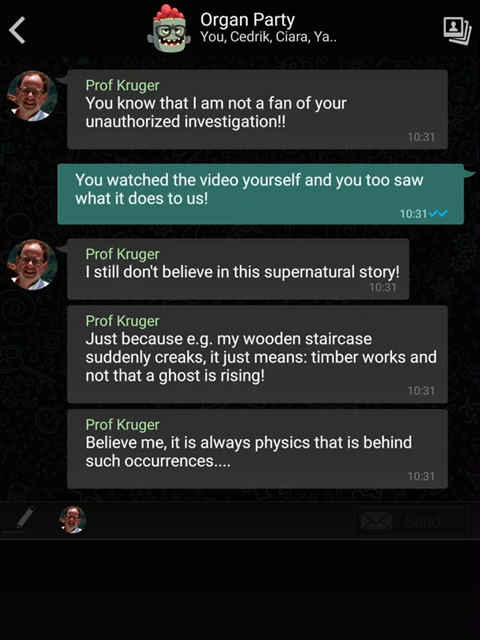 Organ Party
You, Cedrik, Ciara, Ya..
Prof Kruger
You know that I am not a fan of your
unauthorized investigation!!
10:31
You watched the video yourself and you too saw
what it does to us!
10:31
Prof Kruger
I still don't believe in this supernatural story!
10:31
Prof Kruger
Just because e.g. my wooden staircase
suddenly creaks, it just means: timber works and
not that a ghost is rising!
10:31
Prof Kruger
Believe me, it is always physics that is behind
such occurrences....
10:31
Send